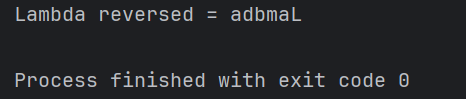 Lambda reversed = adbmaL
Process finished with exit code 0